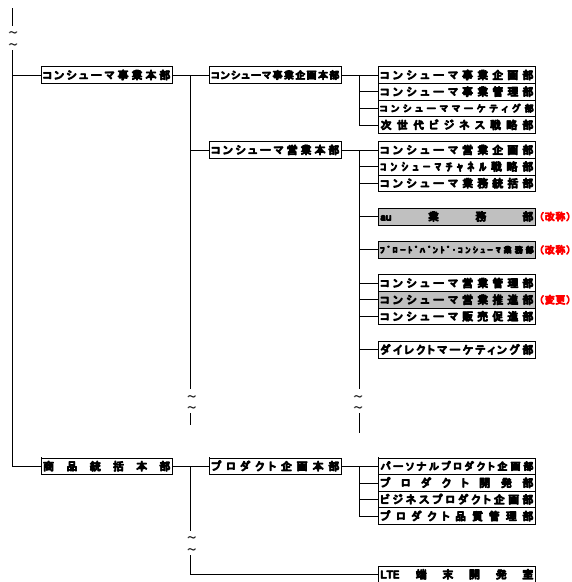 コンシューマ事業本部 コンシューマ事業企画本部 コンシューマ事業企画部
コンシューマ事業管理部
コンシューママーケティグ部
次世代ビジネス戦略部
コンシューマ営業本部 コンシューマ営業企画部
コンシューマチャネル戦略部
コンシューマ業務統括部
au 業務部 (改称)
ブロードバンド・コンシューマ業務部 (改称)
コンシューマ営業管理部
コンシューマ営業推進部 (変更)
コンシューマ販売促進部
ダイレクトマーケティング部
商品統括本部 プロダクト企画本部 パーソナルプロダクト企画部
プロダクト開発部
ビジネスプロダクト企画部
プロダクト品質管理部
LTE 端末開発室